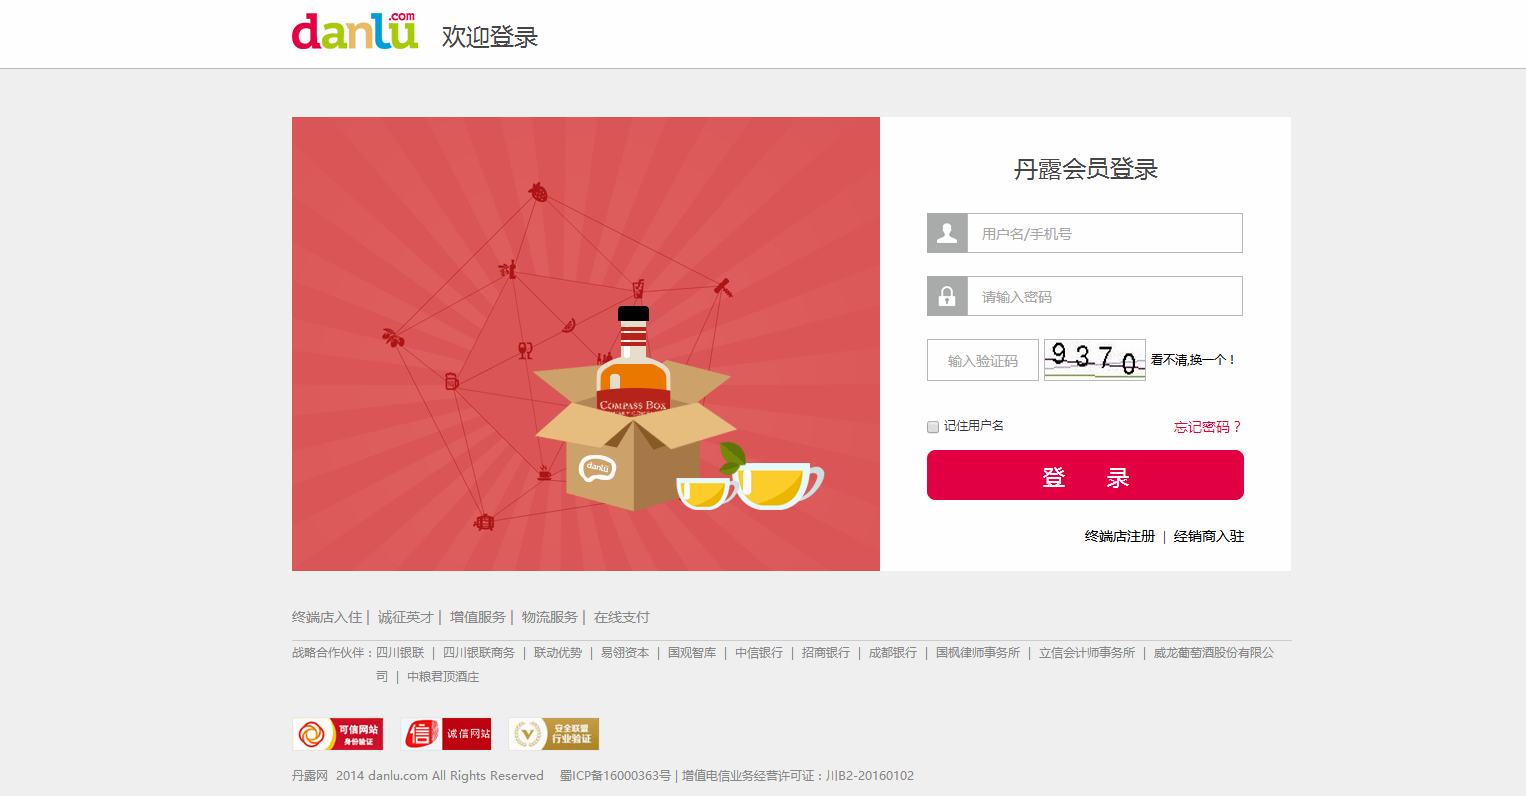 danlu.com 欢迎登录
丹露会员登录
用户名/手机号
请输入密码
输入验证码 9370 看不清,换一个！
记住用户名 忘记密码？
登 录
终端店注册 | 经销商入驻
COMPASS BOX
danlu
终端店入住 | 诚征英才 | 增值服务 | 物流服务 | 在线支付
战略合作伙伴：四川银联 | 四川银联商务 | 联动优势 | 易翎资本 | 国观智库 | 中信银行 | 招商银行 | 成都银行 | 国枫律师事务所 | 立信会计师事务所 | 威龙葡萄酒股份有限公
司 | 中粮君顶酒庄
可信网站
身份验证
信 诚信网站
安全联盟
行业验证
丹露网 2014 danlu.com All Rights Reserved 蜀ICP备16000363号 | 增值电信业务经营许可证：川B2-20160102